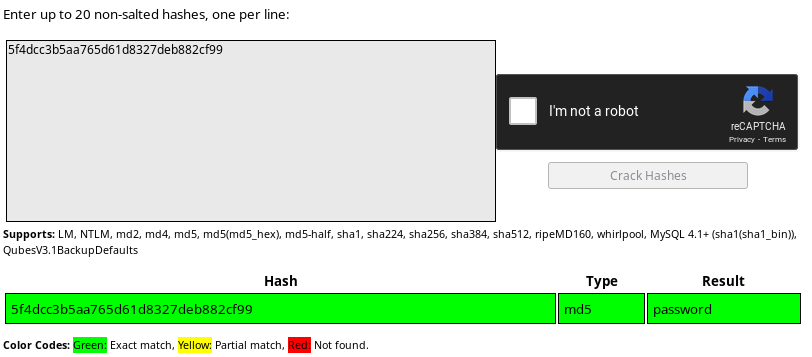 Enter up to 20 non-salted hashes, one per line:
5f4dcc3b5aa765d61d8327deb882cf99
I'm not a robot
reCAPTCHA
Privacy - Terms
Crack Hashes
Supports: LM, NTLM, md2, md4, md5, md5(md5_hex), md5-half, sha1, sha224, sha256, sha384, sha512, ripeMD160, whirlpool, MySQL 4.1+ (sha1(sha1_bin)),
QubesV3.1BackupDefaults
Hash Type Result
5f4dcc3b5aa765d61d8327deb882cf99 md5 password
Color Codes: Green: Exact match, Yellow: Partial match, Red: Not found.